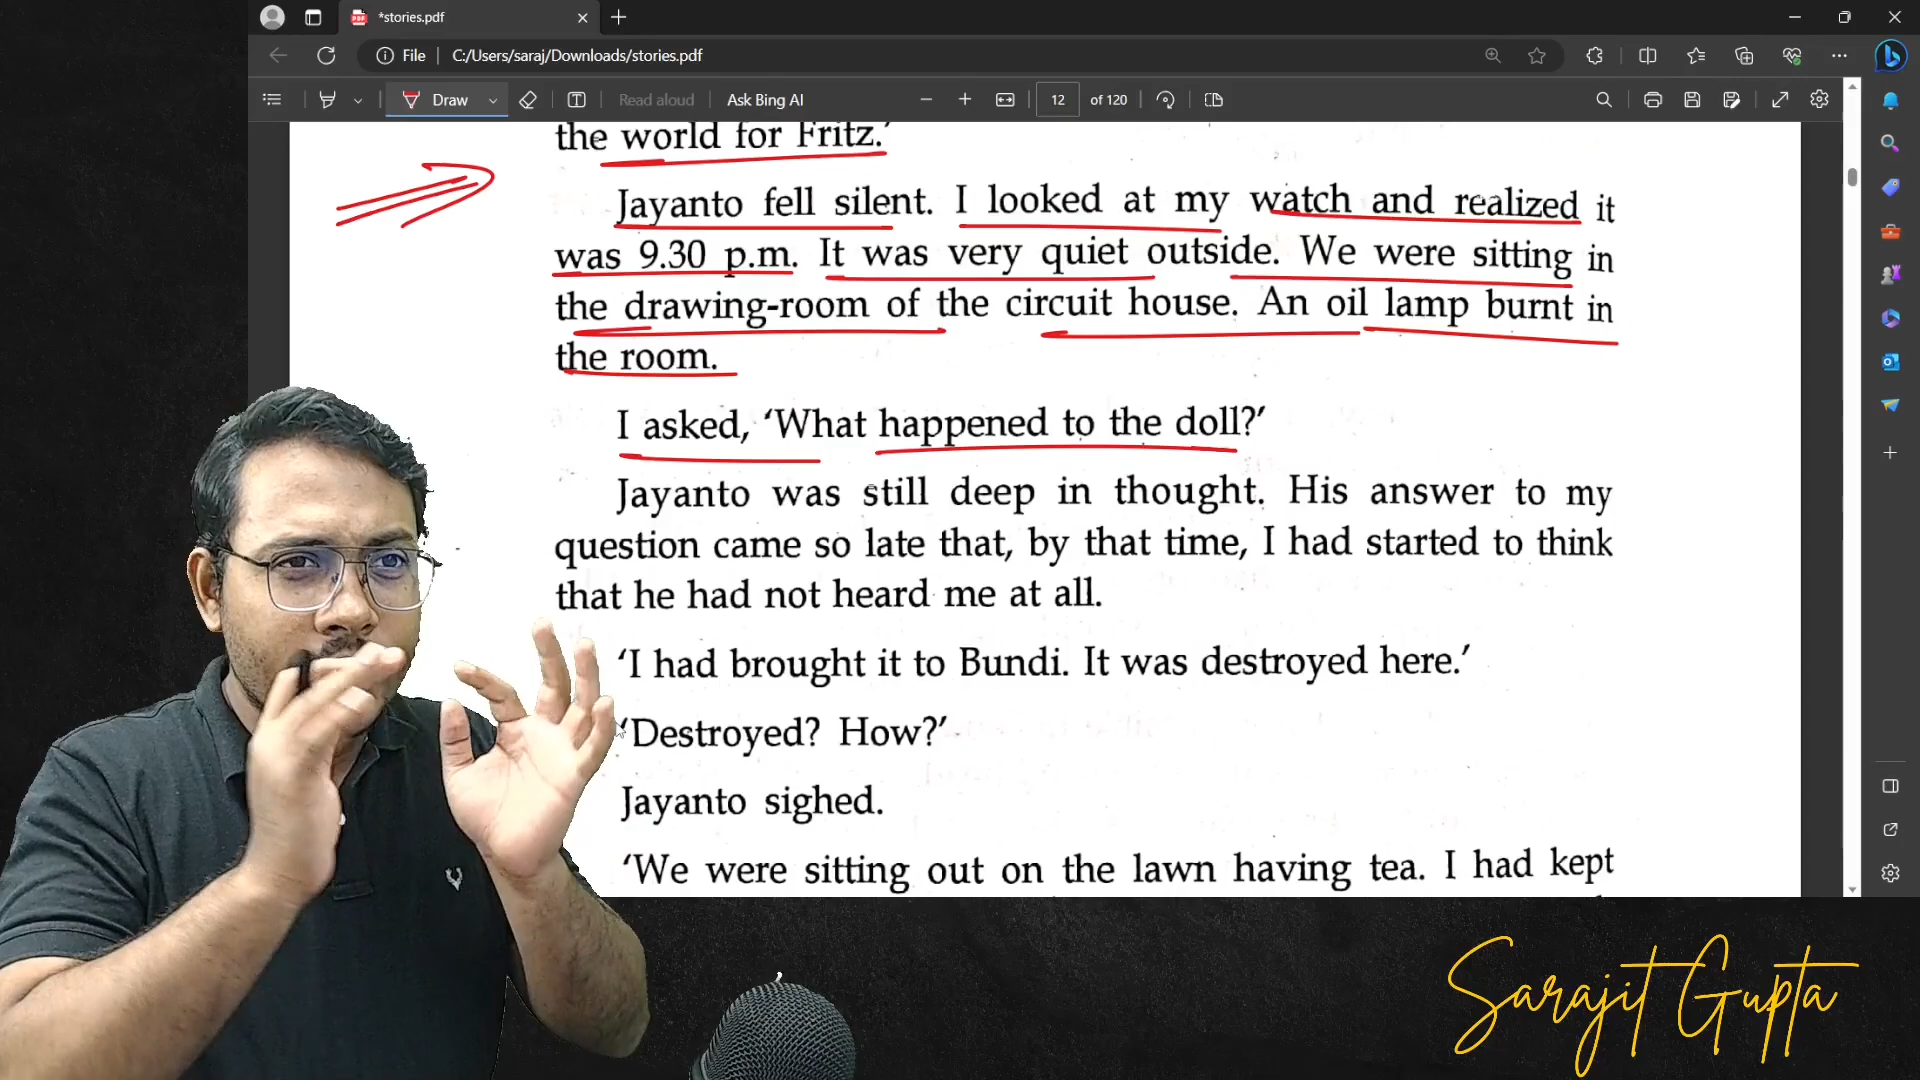 *stories.pdf
File
C:/Users/saraj/Downloads/stories.pdf
Draw
Read aloud
Ask Bing AI
12
of 120
the world for Fritz.’
Jayanto fell silent. I looked at my watch and realized it
was 9.30 p.m. It was very quiet outside. We were sitting in
the drawing-room of the circuit house. An oil lamp burnt in
the room.
I asked, ‘What happened to the doll?’
Jayanto was still deep in thought. His answer to my
question came so late that, by that time, I had started to think
that he had not heard me at all.
‘I had brought it to Bundi. It was destroyed here.’
‘Destroyed? How?’
Jayanto sighed.
‘We were sitting out on the lawn having tea. I had kept
Sarajit Gupta